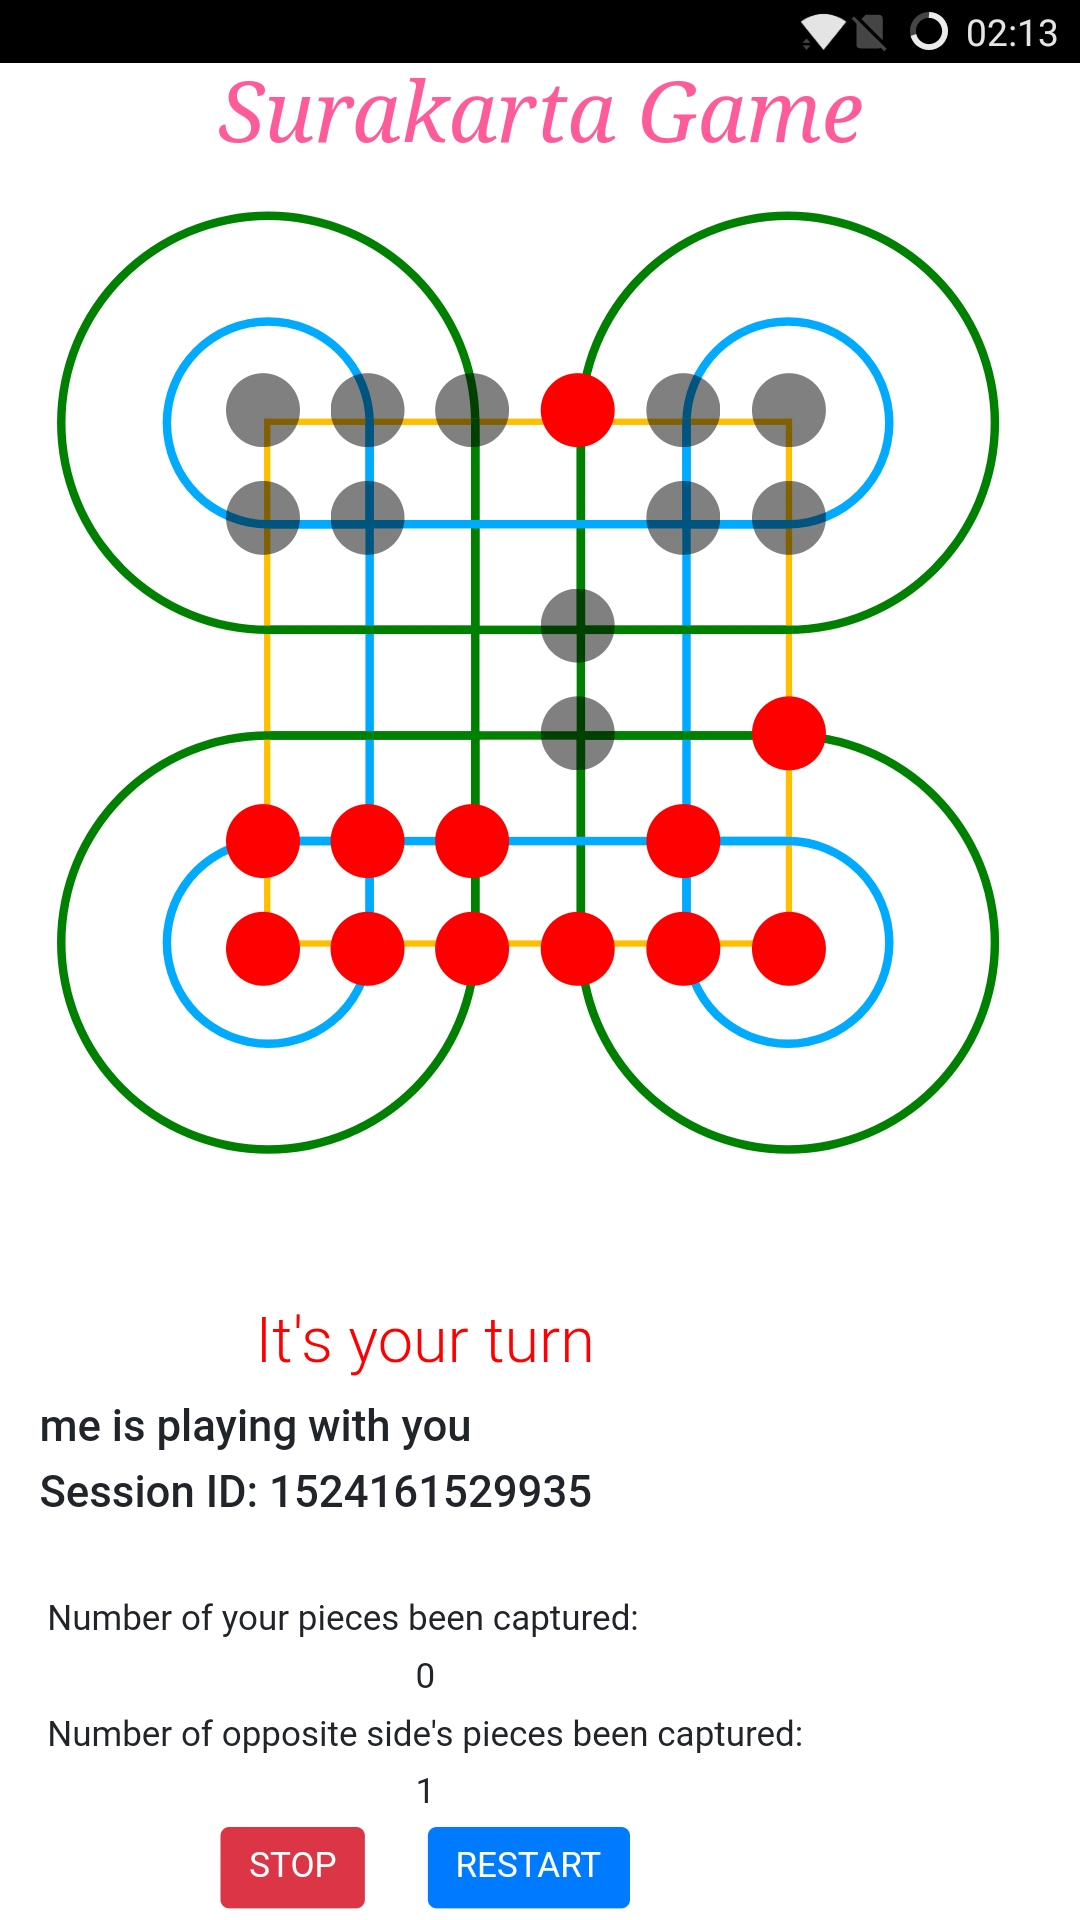 02:13
Surakarta Game
It's your turn
me is playing with you
Session ID: 1524161529935
Number of your pieces been captured:
0
Number of opposite side's pieces been captured:
1
STOP RESTART